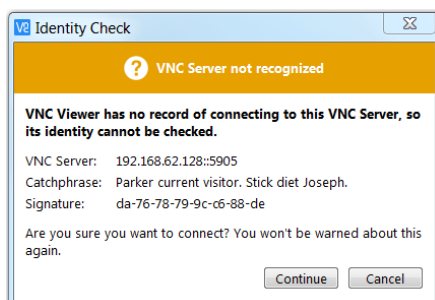 VE Identity Check
? VNC Server not recognized
VNC Viewer has no record of connecting to this VNC Server, so
its identity cannot be checked.
VNC Server: 192.168.62.128::5905
Catchphrase: Parker current visitor. Stick diet Joseph.
Signature: da-76-78-79-9c-c6-88-de
Are you sure you want to connect? You won't be warned about this
again.
Continue Cancel